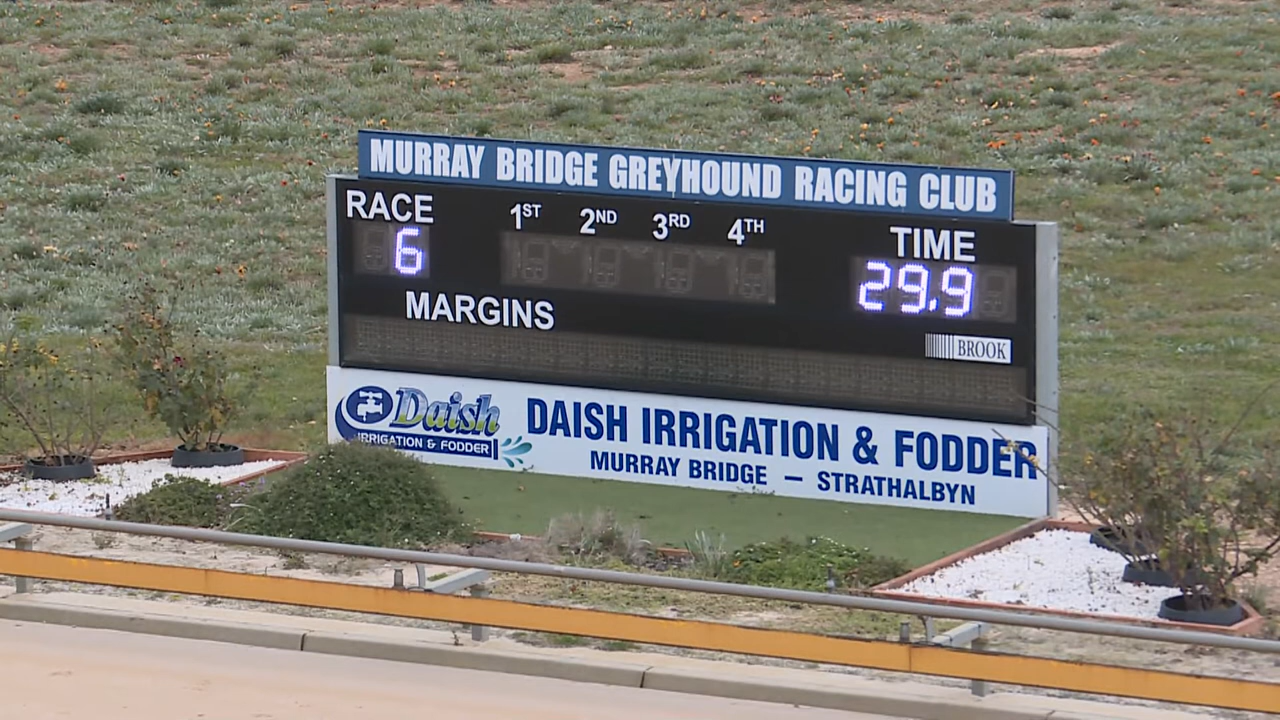 MURRAY BRIDGE GREYHOUND RACING CLUB
RACE 1ST 2ND 3RD 4TH TIME
6 29.9
MARGINS
BROOK
Daish
IRRIGATION & FODDER
DAISH IRRIGATION & FODDER
MURRAY BRIDGE — STRATHALBYN